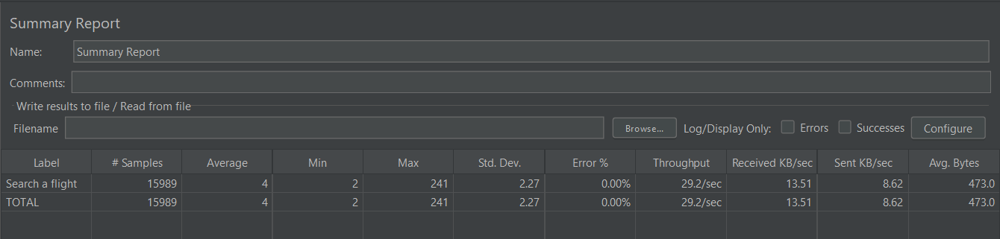 Summary Report
Name: Summary Report
Comments:
Write results to file / Read from file
Filename Browse... Log/Display Only: Errors Successes Configure
Label # Samples Average Min Max Std. Dev. Error % Throughput Received KB/sec Sent KB/sec Avg. Bytes
Search a flight 15989 4 2 241 2.27 0.00% 29.2/sec 13.51 8.62 473.0
TOTAL 15989 4 2 241 2.27 0.00% 29.2/sec 13.51 8.62 473.0